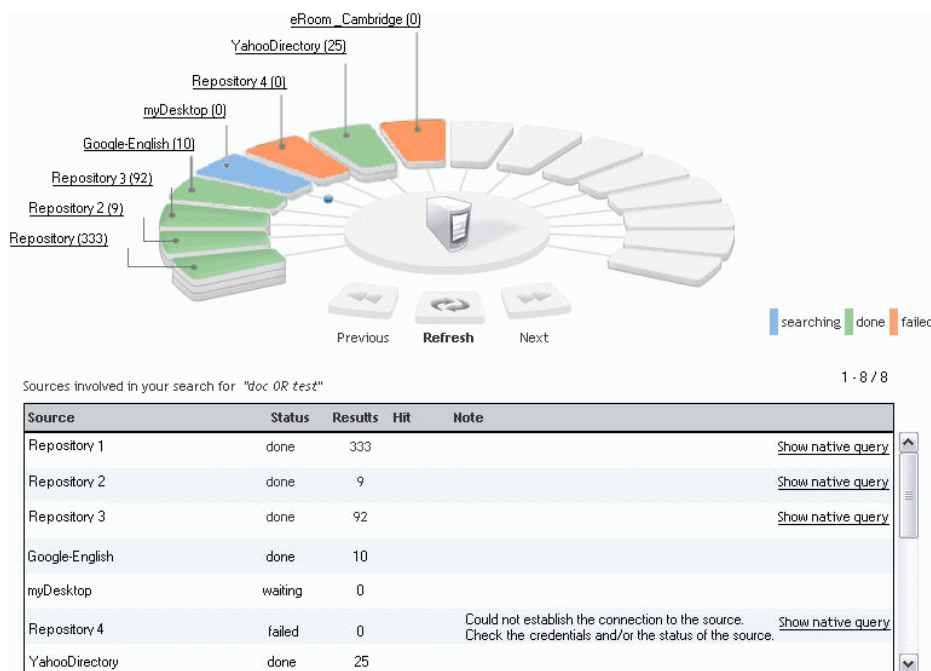 eRoom _Cambridge (0)
YahooDirectory (25)
Repository 4 (0)
myDesktop (0)
Google-English (10)
Repository 3 (92)
Repository 2 (9)
Repository (333)
Previous Refresh Next
searching done failed
Sources involved in your search for "doc OR test"
1 - 8 / 8
Source Status Results Hit Note
Repository 1 done 333 Show native query
Repository 2 done 9 Show native query
Repository 3 done 92 Show native query
Google-English done 10
myDesktop waiting 0
Repository 4 failed 0 Could not establish the connection to the source. Show native query
Check the credentials and/or the status of the source.
YahooDirectory done 25